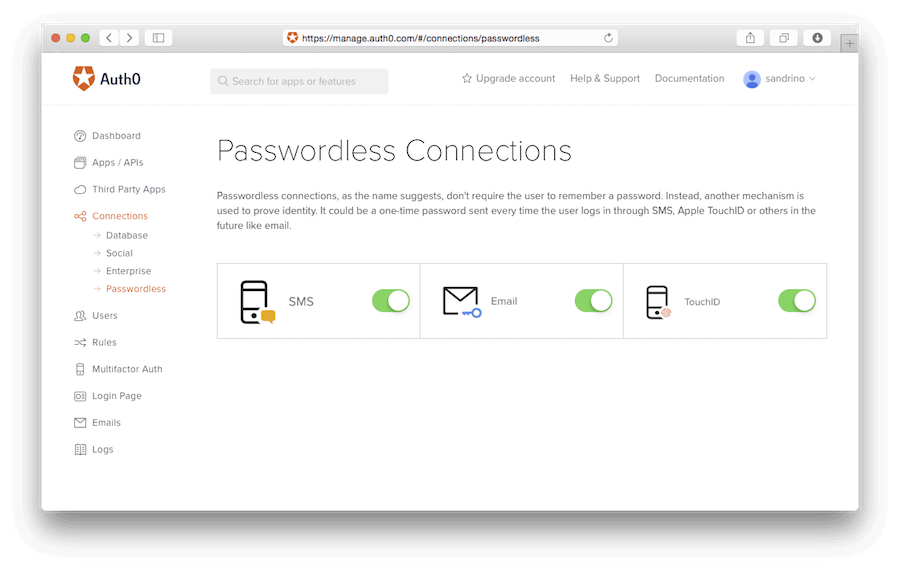 https://manage.auth0.com/#/connections/passwordless
Auth0
Search for apps or features
Upgrade account
Help & Support
Documentation
sandrino
Dashboard
Apps / APIs
Third Party Apps
Connections
Database
Social
Enterprise
Passwordless
Users
Rules
Multifactor Auth
Login Page
Emails
Logs
Passwordless Connections
Passwordless connections, as the name suggests, don't require the user to remember a password. Instead, another mechanism is
used to prove identity. It could be a one-time password sent every time the user logs in through SMS, Apple TouchID or others in the
future like email.
SMS
Email
TouchID